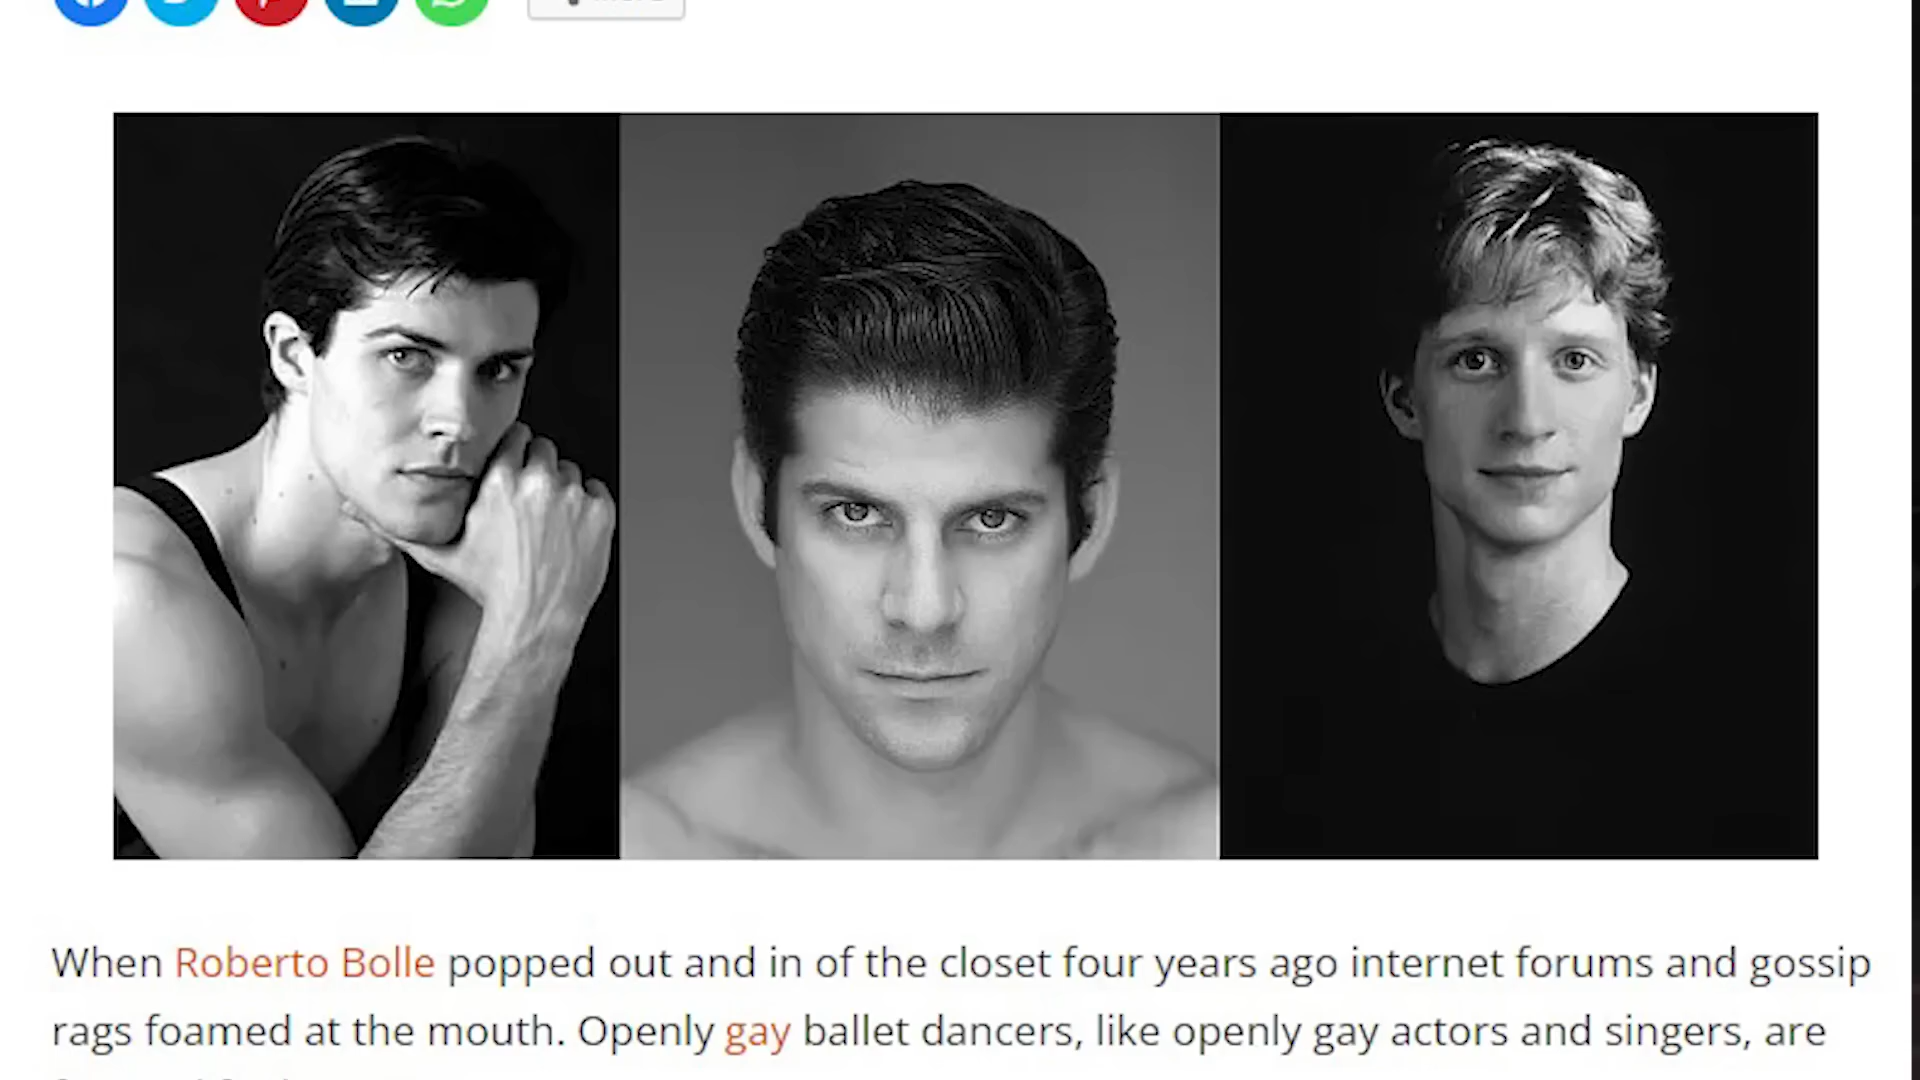 When Roberto Bolle popped out and in of the closet four years ago internet forums and gossip
rags foamed at the mouth. Openly gay ballet dancers, like openly gay actors and singers, are